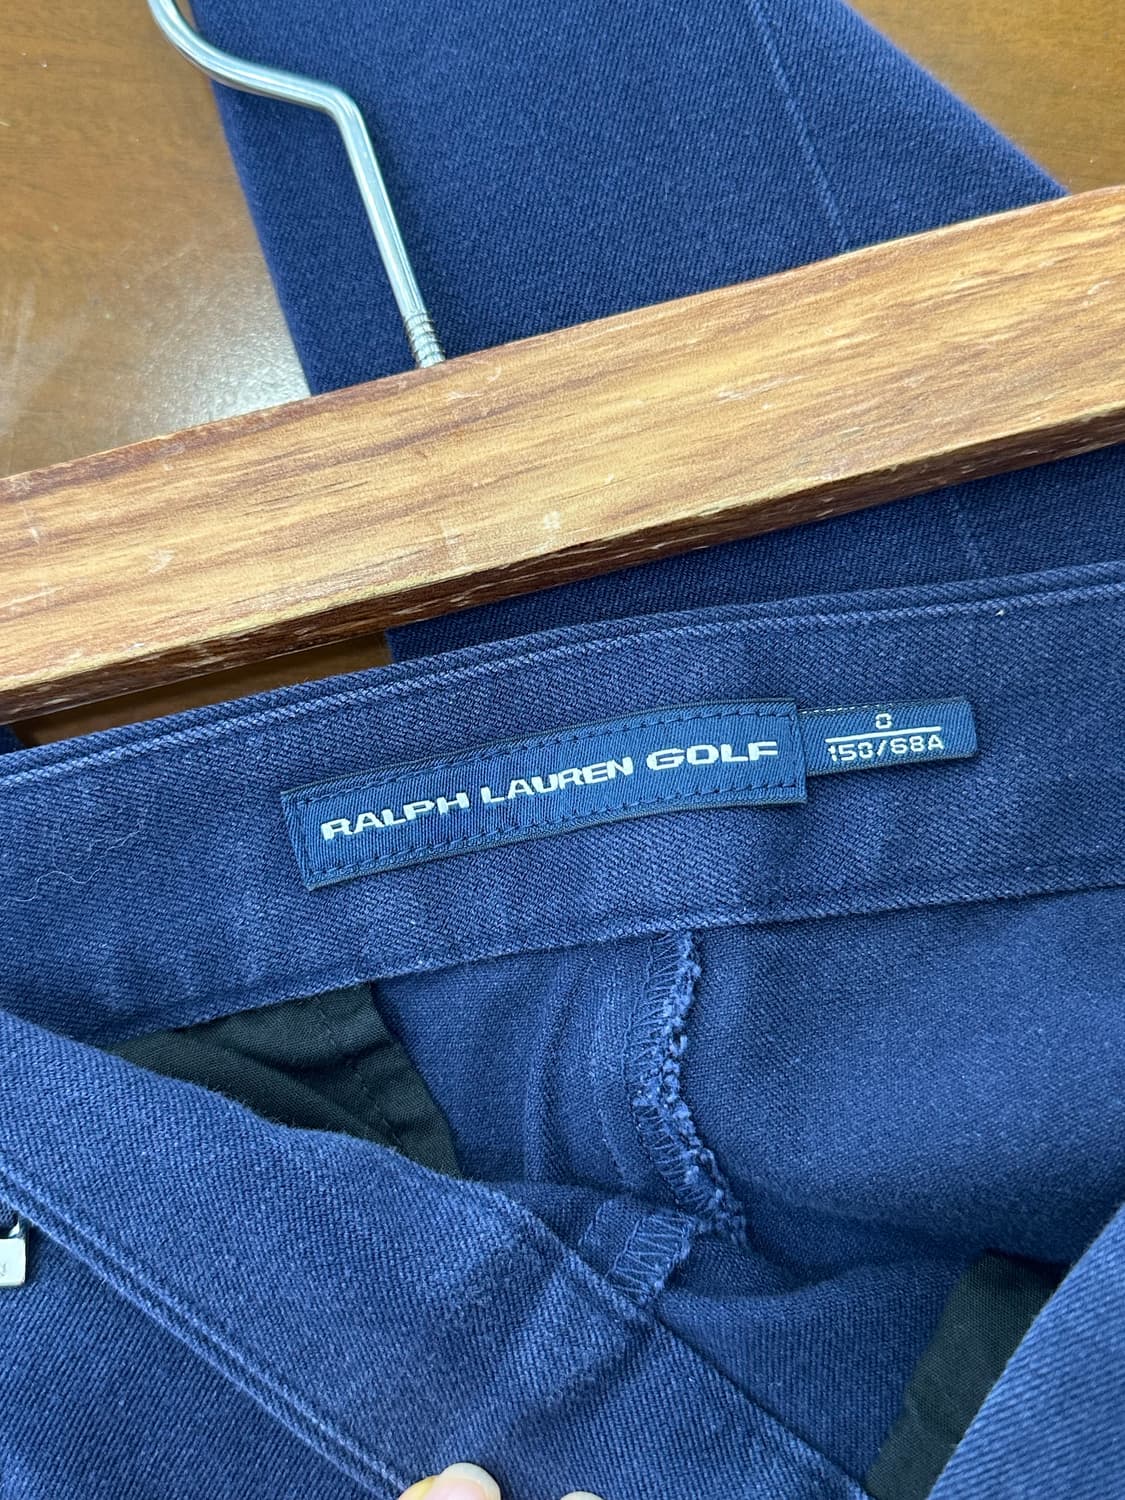 RALPH LAUREN GOLF
0
150/68A